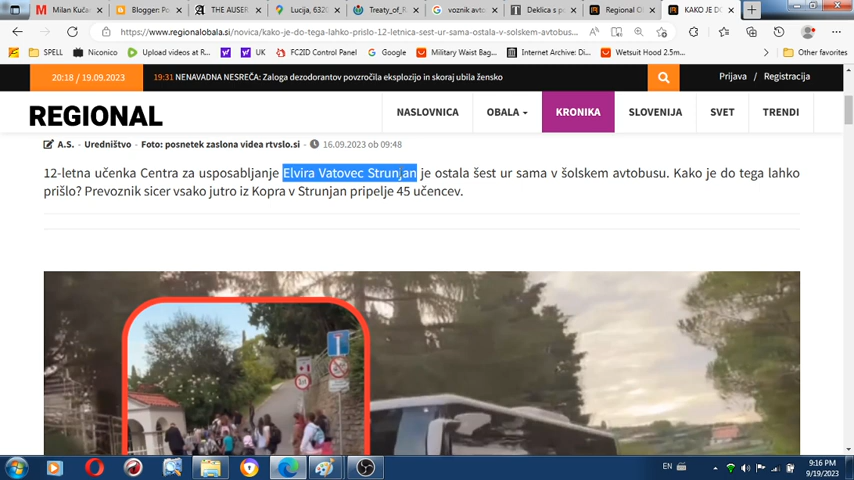 Milan Kuča
Blogger: Po
THE AUSER
Lucija, 6320
Treaty_of_R
voznik avto
Deklica s p
Regional O
KAKO JE DO
https://www.regionalobala.si/novica/kako-je-do-tega-lahko-prislo-12-letnica-sest-ur-sama-ostala-v-solskem-avtobus...
SPELL
Niconico
Upload videos at R...
UK
FCZID Control Panel
Google
Military Waist Bag...
Internet Archive: Di...
Wetsuit Hood 2.5m...
Other favorites
20:18 / 19.09.2023
19:31 NENAVADNA NESREČA: Zaloga dezodorantov povzročila eksplozijo in skoraj ubila žensko
Prijava / Registracija
REGIONAL
NASLOVNICA
OBALA
KRONIKA
SLOVENIJA
SVET
TRENDI
A.S. - Uredništvo - Foto: posnetek zaslona videa rtvslo.si - 16.09.2023 ob 09:48
12-letna učenka Centra za usposabljanje Elvira Vatovec Strunjan je ostala šest ur sama v šolskem avtobusu. Kako je do tega lahko
prišlo? Prevoznik sicer vsako jutro iz Kopra v Strunjan pripelje 45 učencev.
EN
9:16 PM
9/19/2023